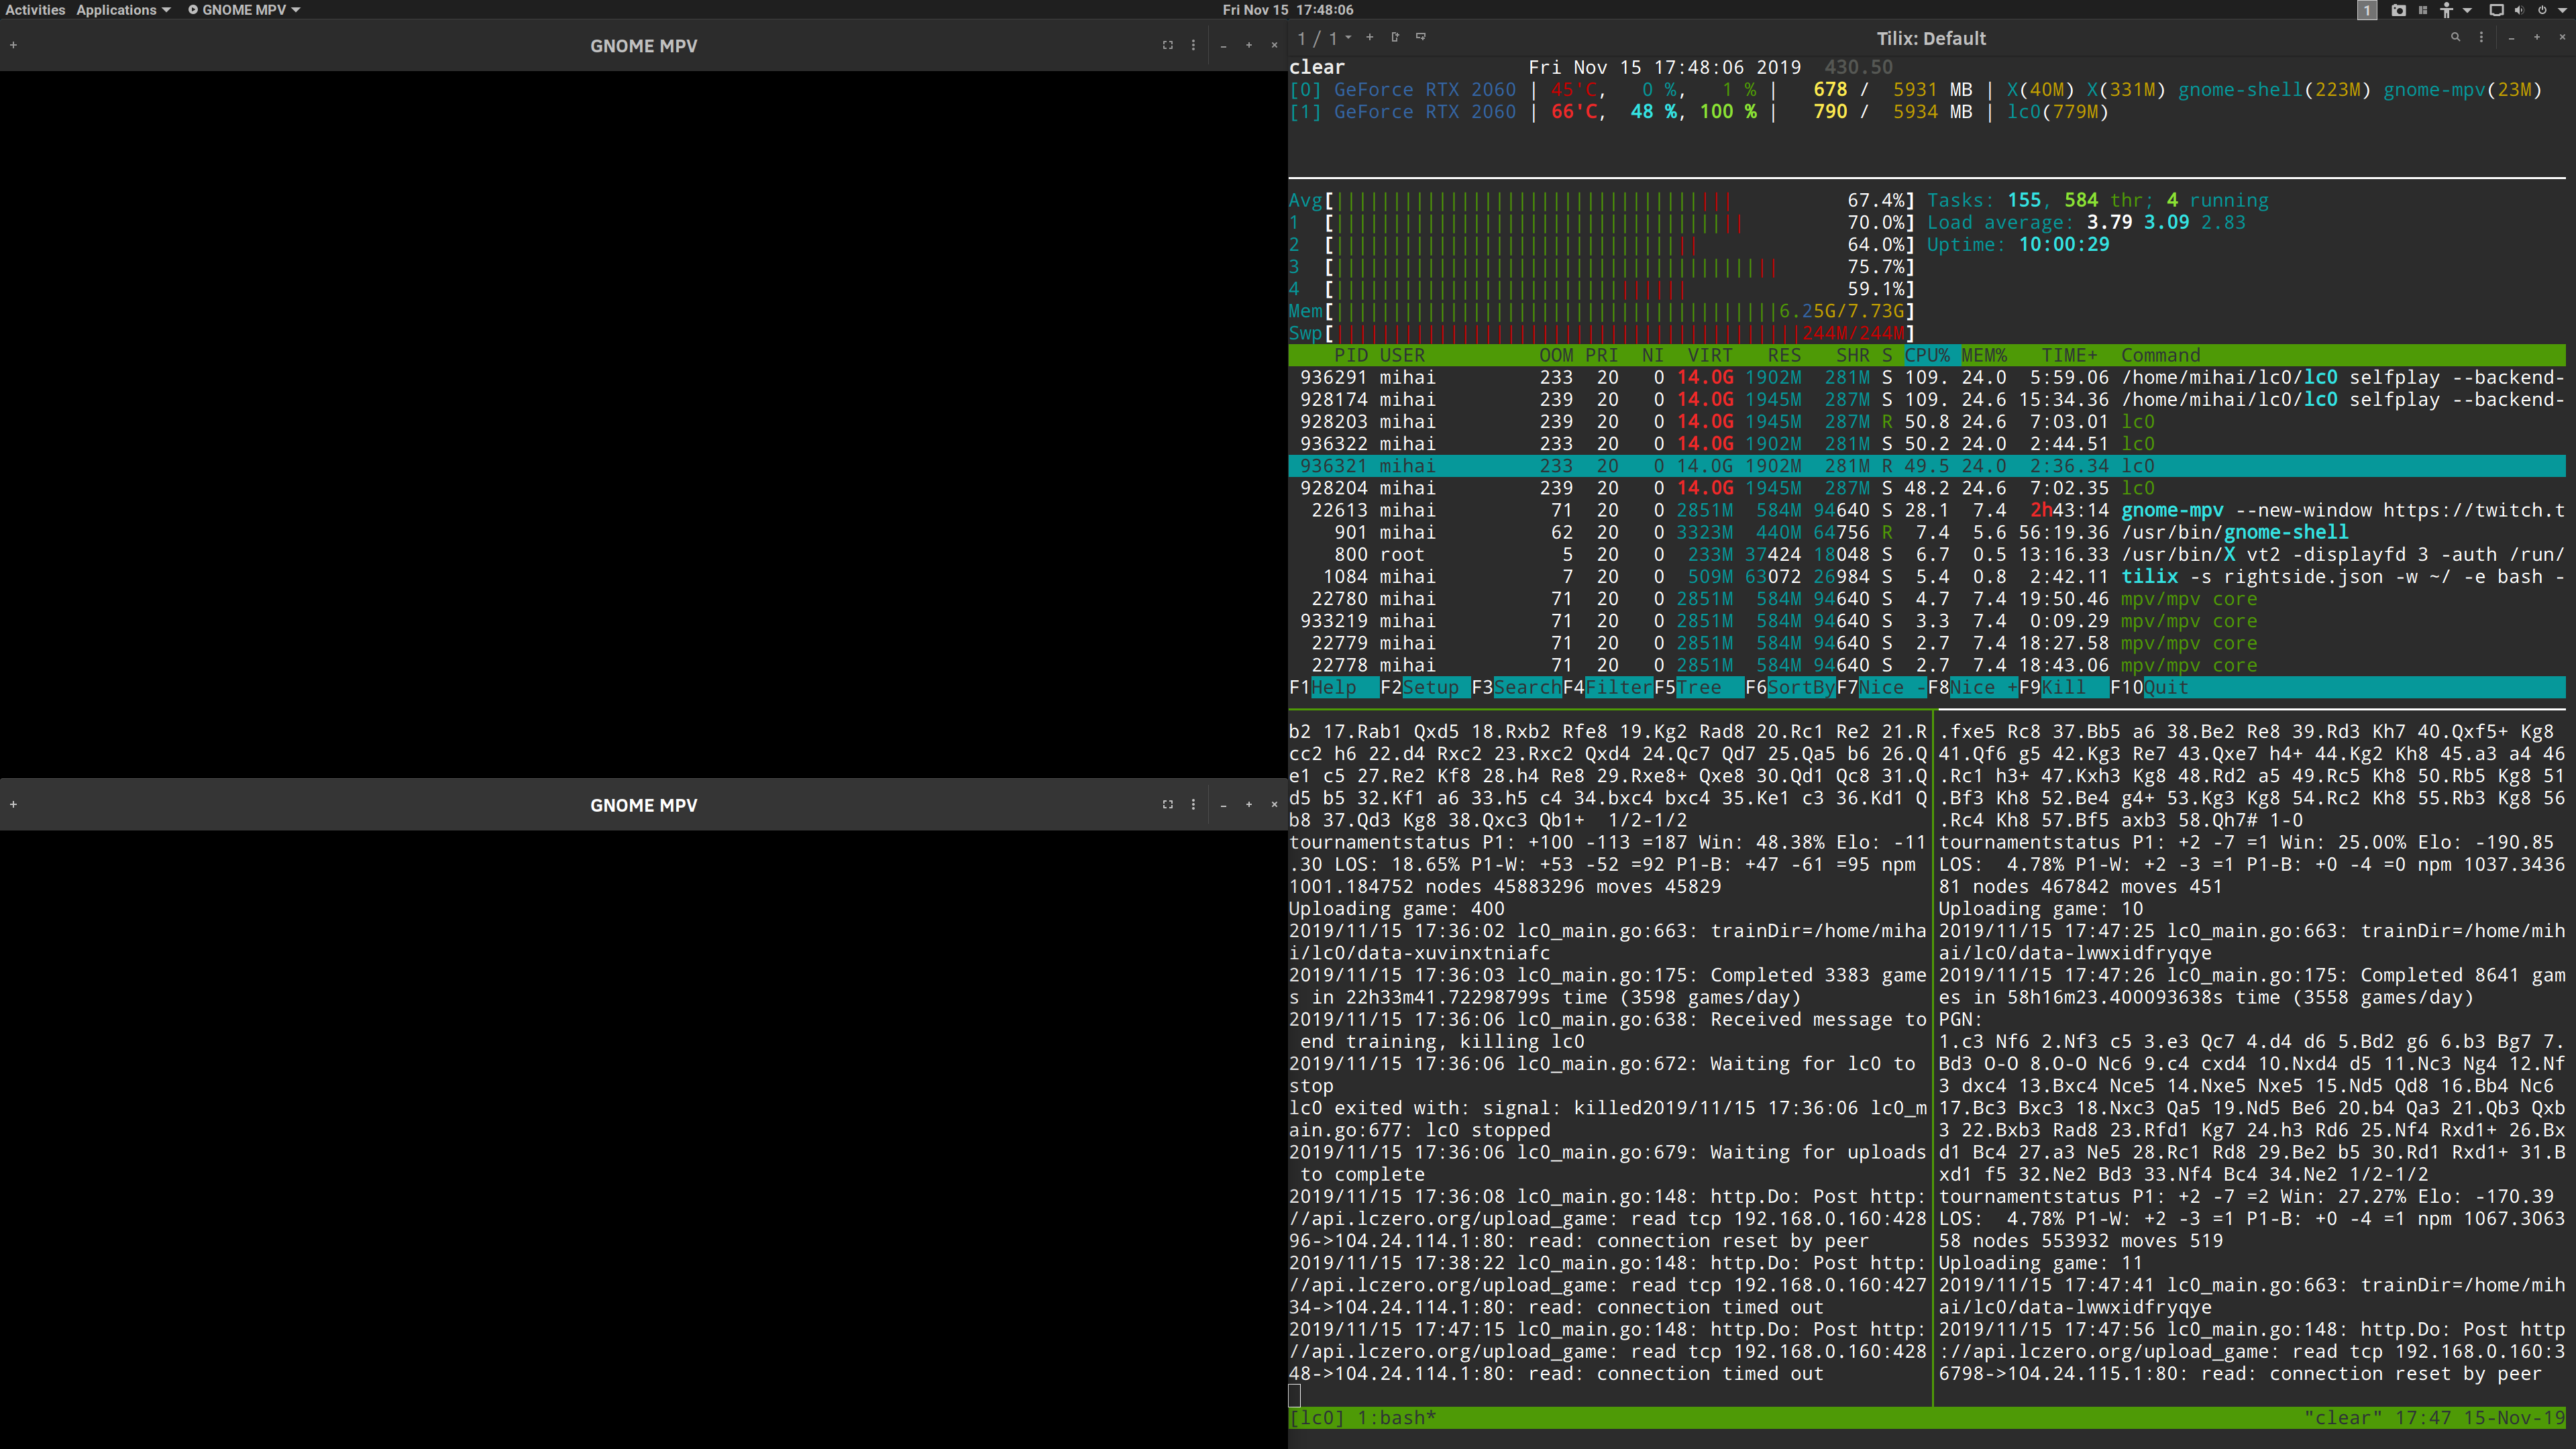 Activities Applications GNOME MPV Fri Nov 15 17:48:06 1
GNOME MPV
GNOME MPV
1 / 1 Tilix: Default
clear Fri Nov 15 17:48:06 2019 430.50
[0] GeForce RTX 2060 | 45'C, 0 %, 1 % | 678 / 5931 MB | X(40M) X(331M) gnome-shell(223M) gnome-mpv(23M)
[1] GeForce RTX 2060 | 66'C, 48 %, 100 % | 790 / 5934 MB | lc0(779M)
Avg[ 67.4%] Tasks: 155, 584 thr; 4 running
1 [ 70.0%] Load average: 3.79 3.09 2.83
2 [ 64.0%] Uptime: 10:00:29
3 [ 75.7%]
4 [ 59.1%]
Mem[ 6.25G/7.73G]
Swp[ 244M/244M]
PID USER OOM PRI NI VIRT RES SHR S CPU% MEM% TIME+ Command
936291 mihai 233 20 0 14.0G 1902M 281M S 109. 24.0 5:59.06 /home/mihai/lc0/lc0 selfplay --backend-
928174 mihai 239 20 0 14.0G 1945M 287M S 109. 24.6 15:34.36 /home/mihai/lc0/lc0 selfplay --backend-
928203 mihai 239 20 0 14.0G 1945M 287M R 50.8 24.6 7:03.01 lc0
936322 mihai 233 20 0 14.0G 1902M 281M S 50.2 24.0 2:44.51 lc0
936321 mihai 233 20 0 14.0G 1902M 281M R 49.5 24.0 2:36.34 lc0
928204 mihai 239 20 0 14.0G 1945M 287M S 48.2 24.6 7:02.35 lc0
22613 mihai 71 20 0 2851M 584M 94640 S 28.1 7.4 2h43:14 gnome-mpv --new-window https://twitch.t
901 mihai 62 20 0 3323M 440M 64756 R 7.4 5.6 56:19.36 /usr/bin/gnome-shell
800 root 5 20 0 233M 37424 18048 S 6.7 0.5 13:16.33 /usr/bin/X vt2 -displayfd 3 -auth /run/
1084 mihai 7 20 0 509M 63072 26984 S 5.4 0.8 2:42.11 tilix -s rightside.json -w ~/ -e bash -
22780 mihai 71 20 0 2851M 584M 94640 S 4.7 7.4 19:50.46 mpv/mpv core
933219 mihai 71 20 0 2851M 584M 94640 S 3.3 7.4 0:09.29 mpv/mpv core
22779 mihai 71 20 0 2851M 584M 94640 S 2.7 7.4 18:27.58 mpv/mpv core
22778 mihai 71 20 0 2851M 584M 94640 S 2.7 7.4 18:43.06 mpv/mpv core
F1Help F2Setup F3SearchF4FilterF5Tree F6SortByF7Nice -F8Nice +F9Kill F10Quit
b2 17.Rab1 Qxd5 18.Rxb2 Rfe8 19.Kg2 Rad8 20.Rc1 Re2 21.R
cc2 h6 22.d4 Rxc2 23.Rxc2 Qxd4 24.Qc7 Qd7 25.Qa5 b6 26.Q
e1 c5 27.Re2 Kf8 28.h4 Re8 29.Rxe8+ Qxe8 30.Qd1 Qc8 31.Q
d5 b5 32.Kf1 a6 33.h5 c4 34.bxc4 bxc4 35.Ke1 c3 36.Kd1 Q
b8 37.Qd3 Kg8 38.Qxc3 Qb1+ 1/2-1/2
tournamentstatus P1: +100 -113 =187 Win: 48.38% Elo: -11
.30 LOS: 18.65% P1-W: +53 -52 =92 P1-B: +47 -61 =95 npm
1001.184752 nodes 45883296 moves 45829
Uploading game: 400
2019/11/15 17:36:02 lc0_main.go:663: trainDir=/home/miha
i/lc0/data-xuvinxtniafc
2019/11/15 17:36:03 lc0_main.go:175: Completed 3383 game
s in 22h33m41.72298799s time (3598 games/day)
2019/11/15 17:36:06 lc0_main.go:638: Received message to
end training, killing lc0
2019/11/15 17:36:06 lc0_main.go:672: Waiting for lc0 to
stop
lc0 exited with: signal: killed2019/11/15 17:36:06 lc0_m
ain.go:677: lc0 stopped
2019/11/15 17:36:06 lc0_main.go:679: Waiting for uploads
to complete
2019/11/15 17:36:08 lc0_main.go:148: http.Do: Post http:
//api.lczero.org/upload_game: read tcp 192.168.0.160:428
96->104.24.114.1:80: read: connection reset by peer
2019/11/15 17:38:22 lc0_main.go:148: http.Do: Post http:
//api.lczero.org/upload_game: read tcp 192.168.0.160:427
34->104.24.114.1:80: read: connection timed out
2019/11/15 17:47:15 lc0_main.go:148: http.Do: Post http:
//api.lczero.org/upload_game: read tcp 192.168.0.160:428
48->104.24.114.1:80: read: connection timed out
.fxe5 Rc8 37.Bb5 a6 38.Be2 Re8 39.Rd3 Kh7 40.Qxf5+ Kg8
41.Qf6 g5 42.Kg3 Re7 43.Qxe7 h4+ 44.Kg2 Kh8 45.a3 a4 46
.Rc1 h3+ 47.Kxh3 Kg8 48.Rd2 a5 49.Rc5 Kh8 50.Rb5 Kg8 51
.Bf3 Kh8 52.Be4 g4+ 53.Kg3 Kg8 54.Rc2 Kh8 55.Rb3 Kg8 56
.Rc4 Kh8 57.Bf5 axb3 58.Qh7# 1-0
tournamentstatus P1: +2 -7 =1 Win: 25.00% Elo: -190.85
LOS: 4.78% P1-W: +2 -3 =1 P1-B: +0 -4 =0 npm 1037.3436
81 nodes 467842 moves 451
Uploading game: 10
2019/11/15 17:47:25 lc0_main.go:663: trainDir=/home/mih
ai/lc0/data-lwwxidfryqye
2019/11/15 17:47:26 lc0_main.go:175: Completed 8641 gam
es in 58h16m23.400093638s time (3558 games/day)
PGN:
1.c3 Nf6 2.Nf3 c5 3.e3 Qc7 4.d4 d6 5.Bd2 g6 6.b3 Bg7 7.
Bd3 O-O 8.O-O Nc6 9.c4 cxd4 10.Nxd4 d5 11.Nc3 Ng4 12.Nf
3 dxc4 13.Bxc4 Nce5 14.Nxe5 Nxe5 15.Nd5 Qd8 16.Bb4 Nc6
17.Bc3 Bxc3 18.Nxc3 Qa5 19.Nd5 Be6 20.b4 Qa3 21.Qb3 Qxb
3 22.Bxb3 Rad8 23.Rfd1 Kg7 24.h3 Rd6 25.Nf4 Rxd1+ 26.Bx
d1 Bc4 27.a3 Ne5 28.Rc1 Rd8 29.Be2 b5 30.Rd1 Rxd1+ 31.B
xd1 f5 32.Ne2 Bd3 33.Nf4 Bc4 34.Ne2 1/2-1/2
tournamentstatus P1: +2 -7 =2 Win: 27.27% Elo: -170.39
LOS: 4.78% P1-W: +2 -3 =1 P1-B: +0 -4 =1 npm 1067.3063
58 nodes 553932 moves 519
Uploading game: 11
2019/11/15 17:47:41 lc0_main.go:663: trainDir=/home/mih
ai/lc0/data-lwwxidfryqye
2019/11/15 17:47:56 lc0_main.go:148: http.Do: Post http
://api.lczero.org/upload_game: read tcp 192.168.0.160:3
6798->104.24.115.1:80: read: connection reset by peer
[lc0] 1:bash* "clear" 17:47 15-Nov-19